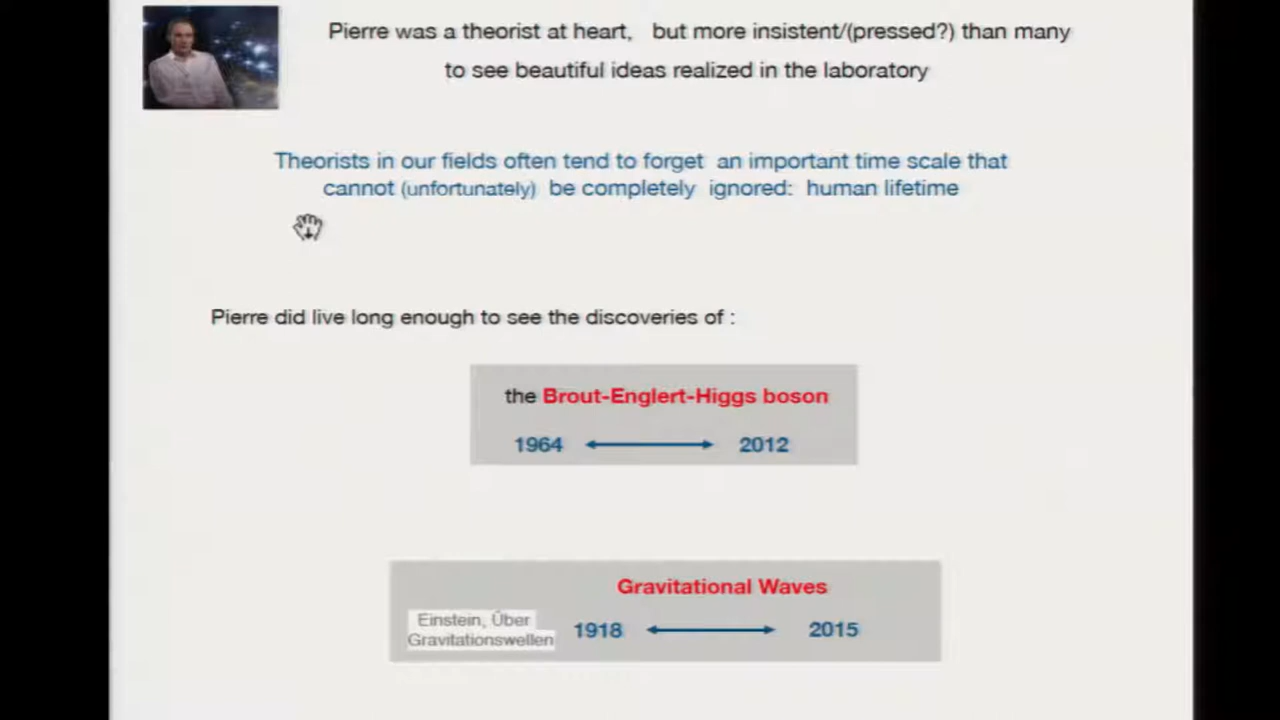 Pierre was a theorist at heart, but more insistent/(pressed?) than many
to see beautiful ideas realized in the laboratory
Theorists in our fields often tend to forget an important time scale that
cannot (unfortunately) be completely ignored: human lifetime
Pierre did live long enough to see the discoveries of :
the Brout-Englert-Higgs boson
1964 2012
Gravitational Waves
Einstein, Über
Gravitationswellen
1918 2015